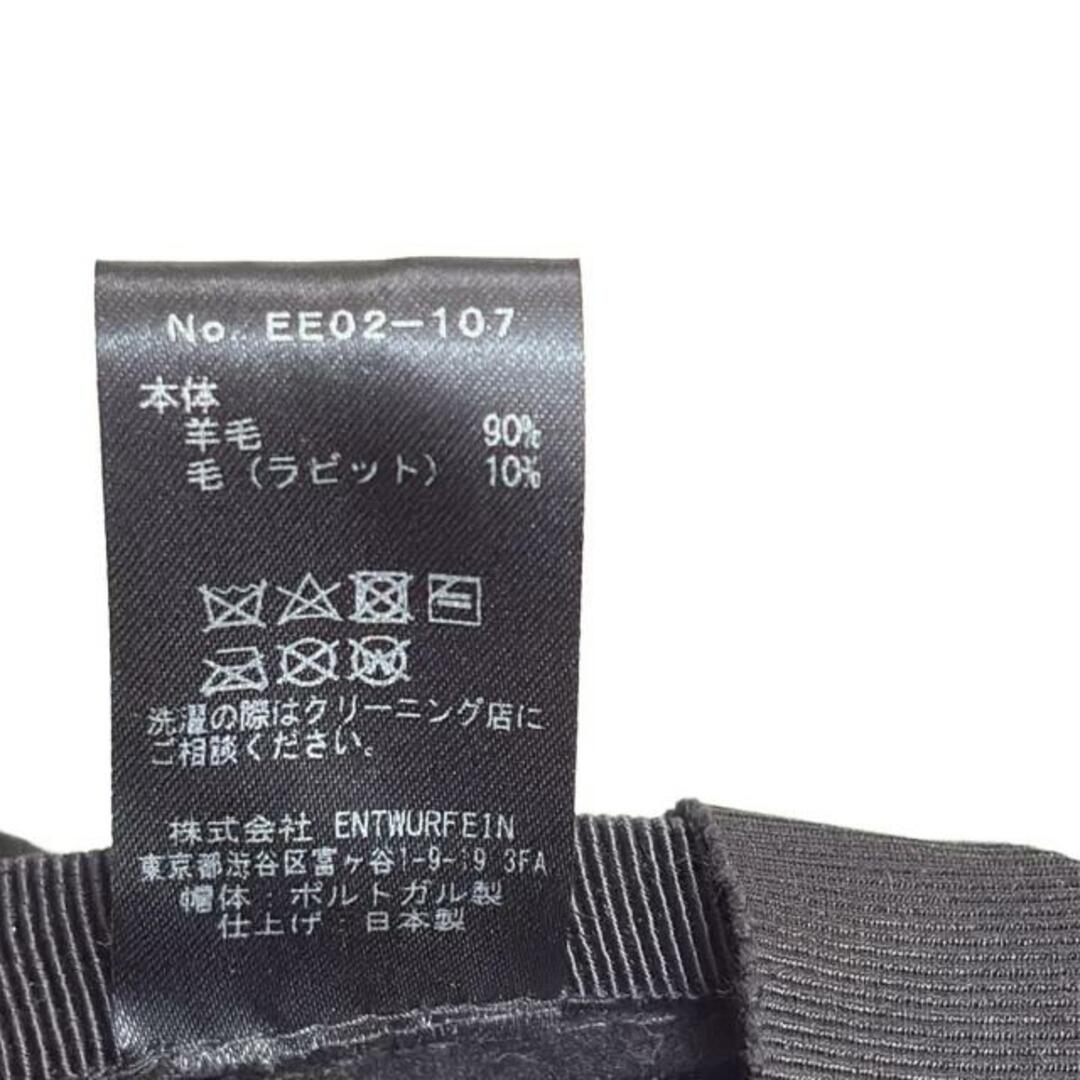 No. EE02-107
本体
羊毛 90%
毛(ラビット) 10%
洗濯の際はクリーニング店に
ご相談ください。
株式会社 ENTWURFEIN
東京都渋谷区富ヶ谷1-9-19 3FA
帽体:ポルトガル製
仕上げ:日本製